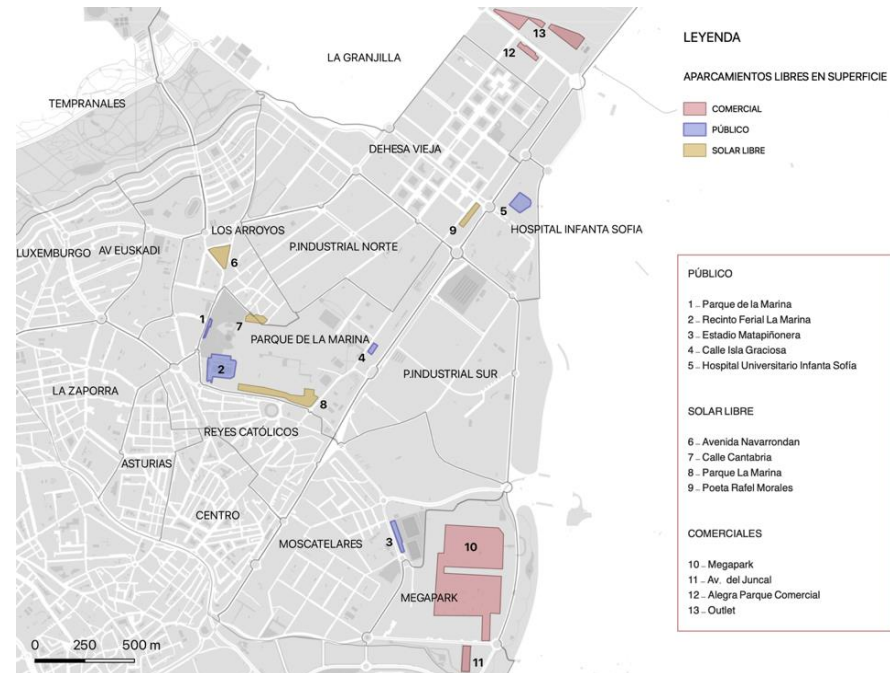 LA GRANJILLA
13
12
TEMPRANALES
DEHESA VIEJA
5
9
HOSPITAL INFANTA SOFIA
LOS ARROYOS
LUXEMBURGO
AV EUSKADI
P.INDUSTRIAL NORTE
6
1
7
PARQUE DE LA MARINA
4
2
P.INDUSTRIAL SUR
LA ZAPORRA
8
REYES CATÓLICOS
ASTURIAS
CENTRO
MOSCATELARES
3
10
MEGAPARK
11
0 250 500 m
LEYENDA
APARCAMIENTOS LIBRES EN SUPERFICIE
COMERCIAL
PÚBLICO
SOLAR LIBRE
PÚBLICO
1 _ Parque de la Marina
2 _ Recinto Ferial La Marina
3 _ Estadio Matapiñonera
4 _ Calle Isla Graciosa
5 _ Hospital Universitario Infanta Sofía
SOLAR LIBRE
6 _ Avenida Navarrondan
7 _ Calle Cantabria
8 _ Parque La Marina
9 _ Poeta Rafel Morales
COMERCIALES
10 _ Megapark
11 _ Av. del Juncal
12 _ Alegra Parque Comercial
13 _ Outlet